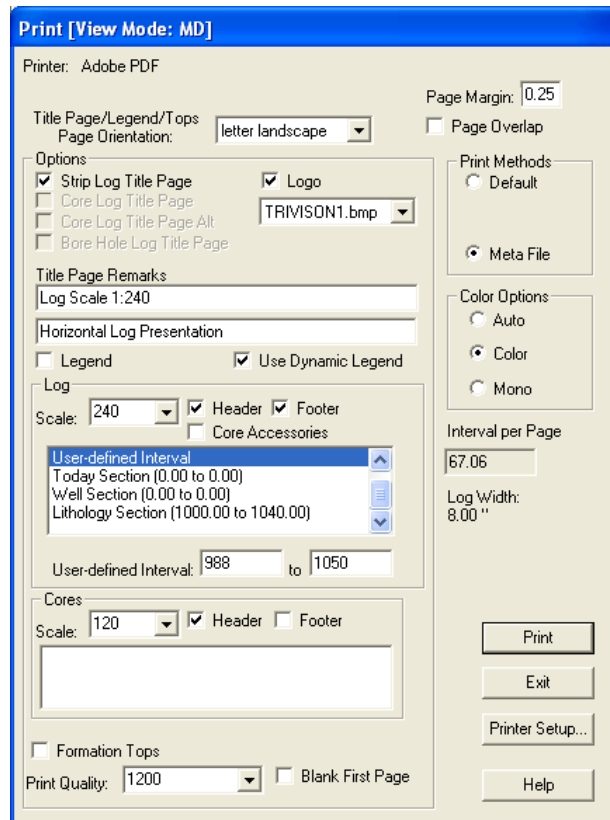 Print [View Mode: MD]
Printer: Adobe PDF
Page Margin: 0.25
Title Page/Legend/Tops
Page Orientation: letter landscape
Page Overlap
Options
Strip Log Title Page
Logo
Core Log Title Page
TRIVISON1.bmp
Core Log Title Page Alt
Bore Hole Log Title Page
Print Methods
Default
Meta File
Title Page Remarks
Log Scale 1:240
Horizontal Log Presentation
Legend
Use Dynamic Legend
Color Options
Auto
Color
Mono
Log
Scale: 240
Header
Footer
Core Accessories
User-defined Interval
Today Section (0.00 to 0.00)
Well Section (0.00 to 0.00)
Lithology Section (1000.00 to 1040.00)
User-defined Interval: 988 to 1050
Interval per Page
67.06
Log Width:
8.00 "
Cores
Scale: 120
Header
Footer
Formation Tops
Print Quality: 1200
Blank First Page
Print
Exit
Printer Setup...
Help